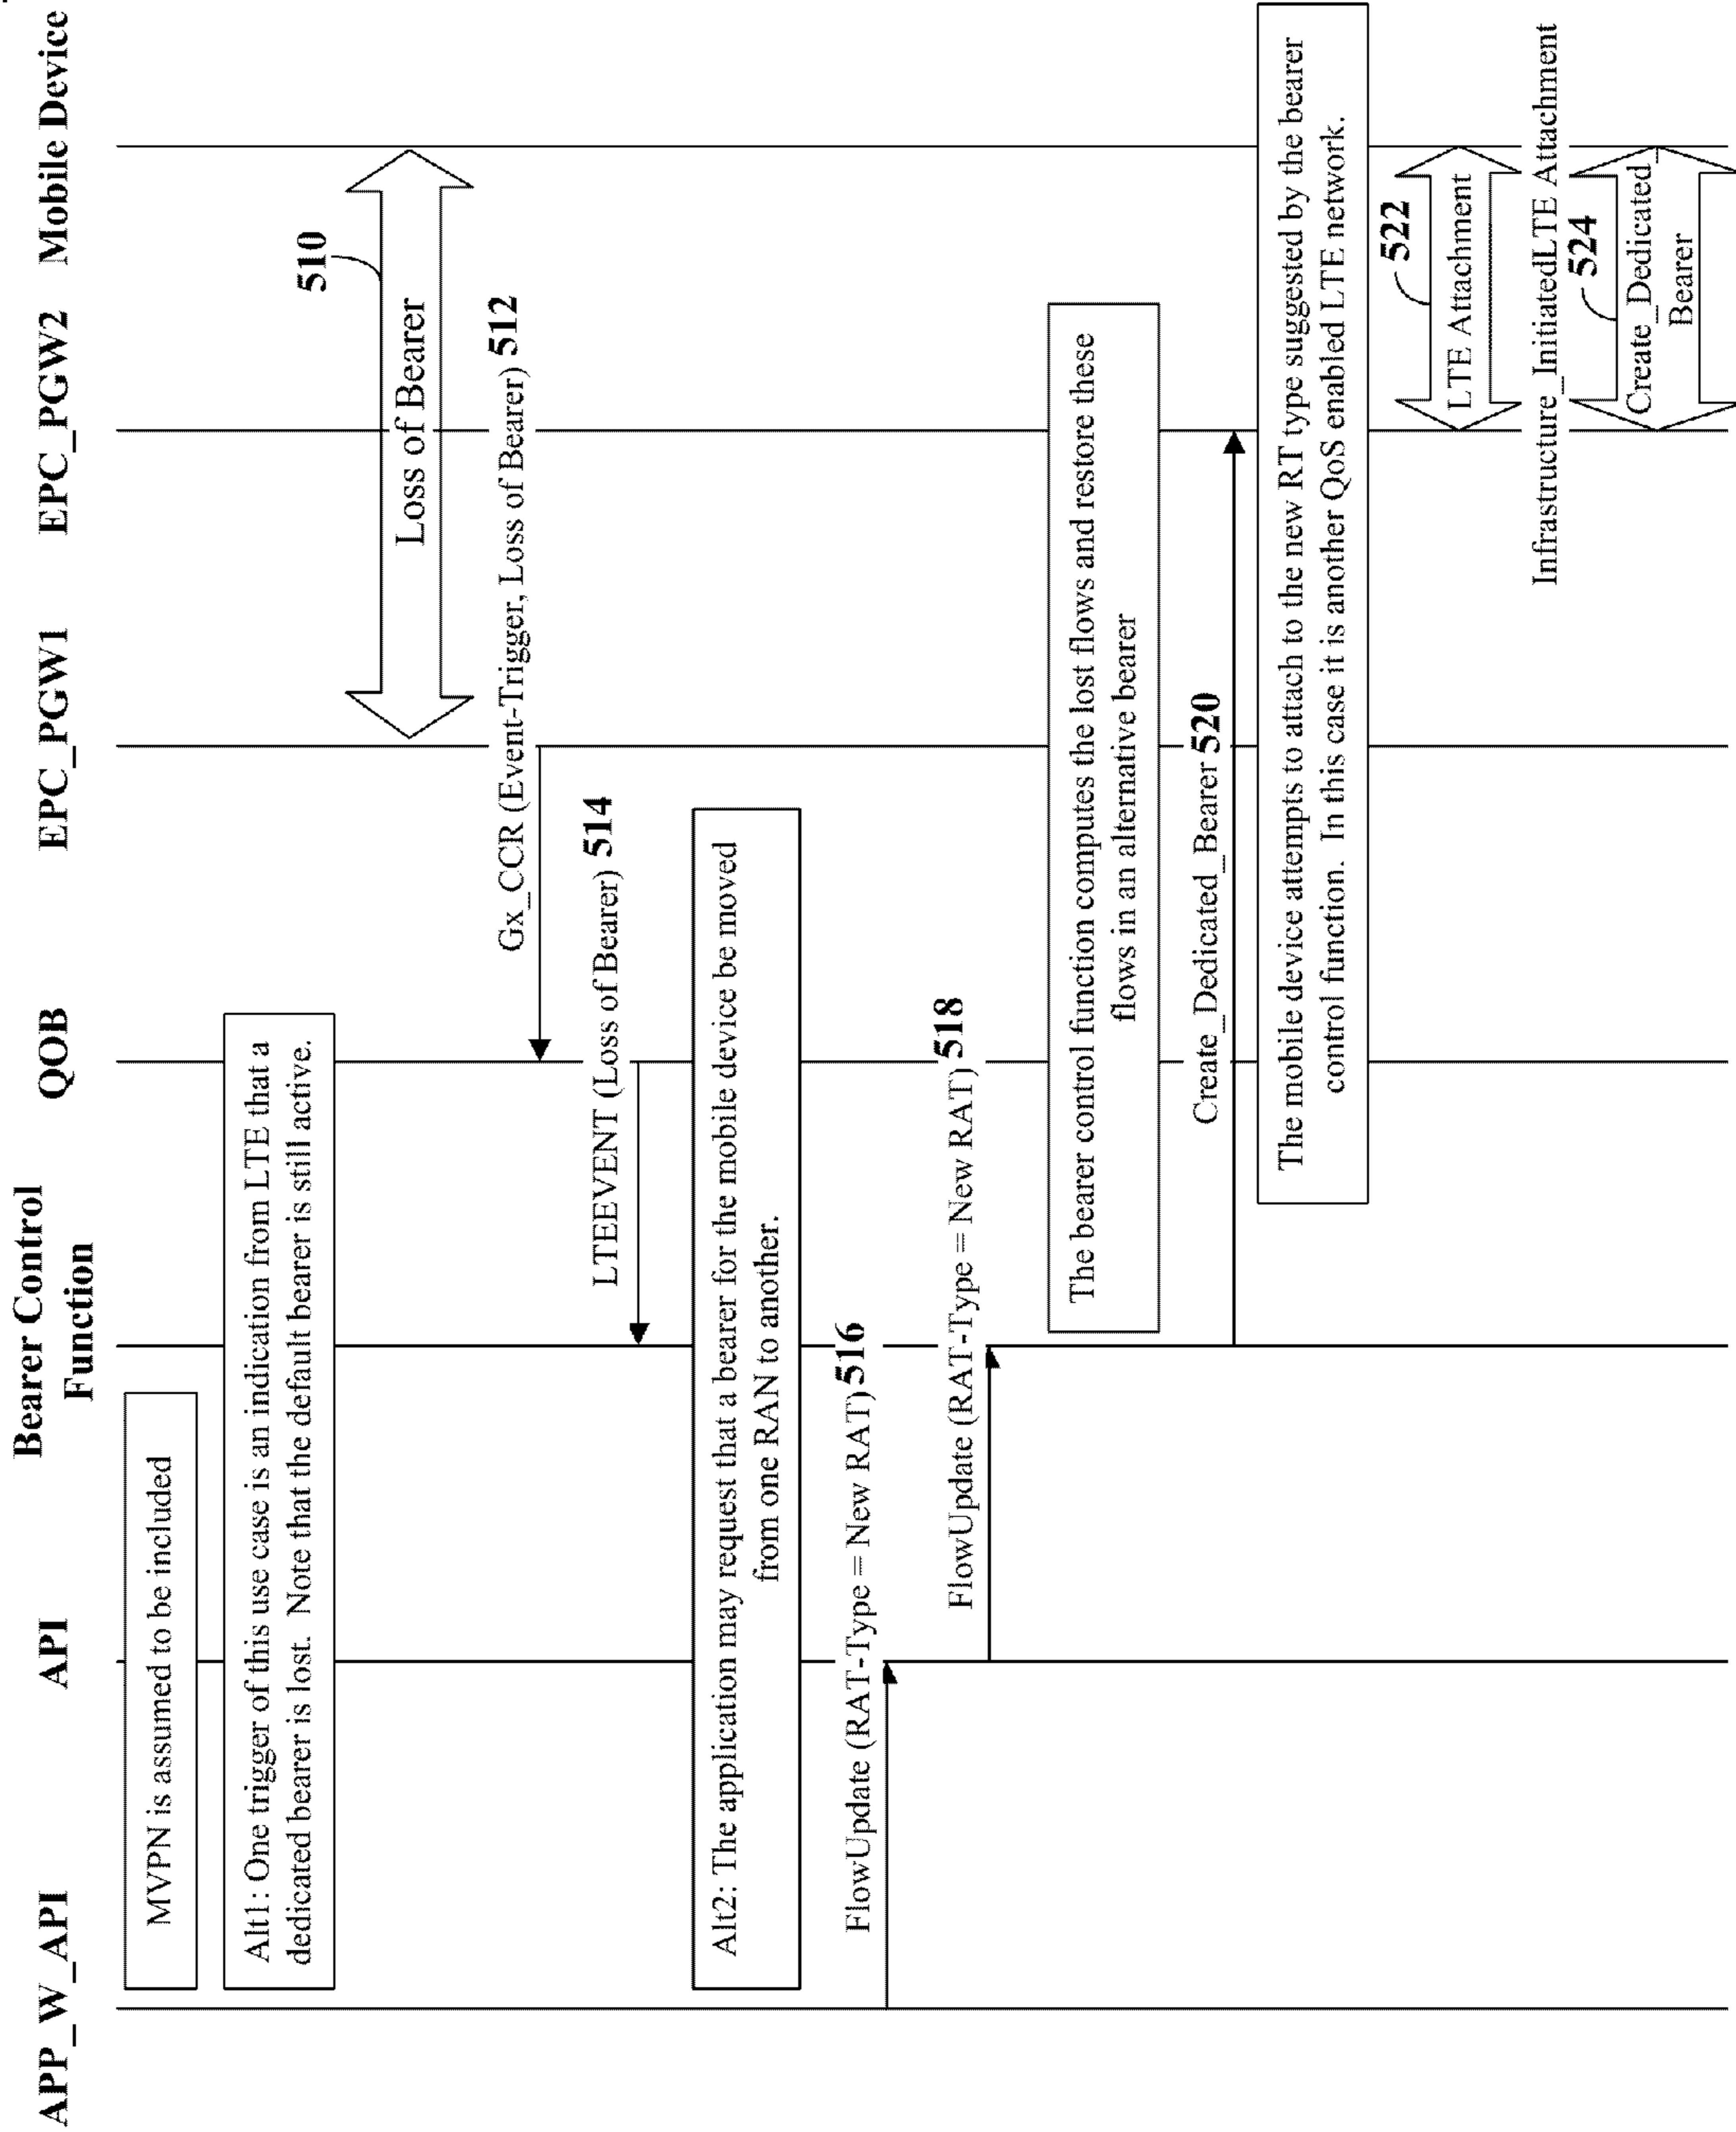 APP_W_API
API
Bearer Control
Function
QOB
EPC_PGW1
EPC_PGW2
Mobile Device
MVPN is assumed to be included
Alt1: One trigger of this use case is an indication from LTE that a
dedicated bearer is lost. Note that the default bearer is still active.
510
Loss of Bearer
Gx_CCR (Event-Trigger, Loss of Bearer) 512
LTEEVENT (Loss of Bearer) 514
Alt2: The application may request that a bearer for the mobile device be moved
from one RAN to another.
FlowUpdate (RAT-Type = New RAT) 516
FlowUpdate (RAT-Type = New RAT) 518
The bearer control function computes the lost flows and restore these
flows in an alternative bearer
Create_Dedicated_Bearer 520
The mobile device attempts to attach to the new RT type suggested by the bearer
control function. In this case it is another QoS enabled LTE network.
522
LTE Attachment
Infrastructure_InitiatedLTE Attachment
524
Create_Dedicated_
Bearer